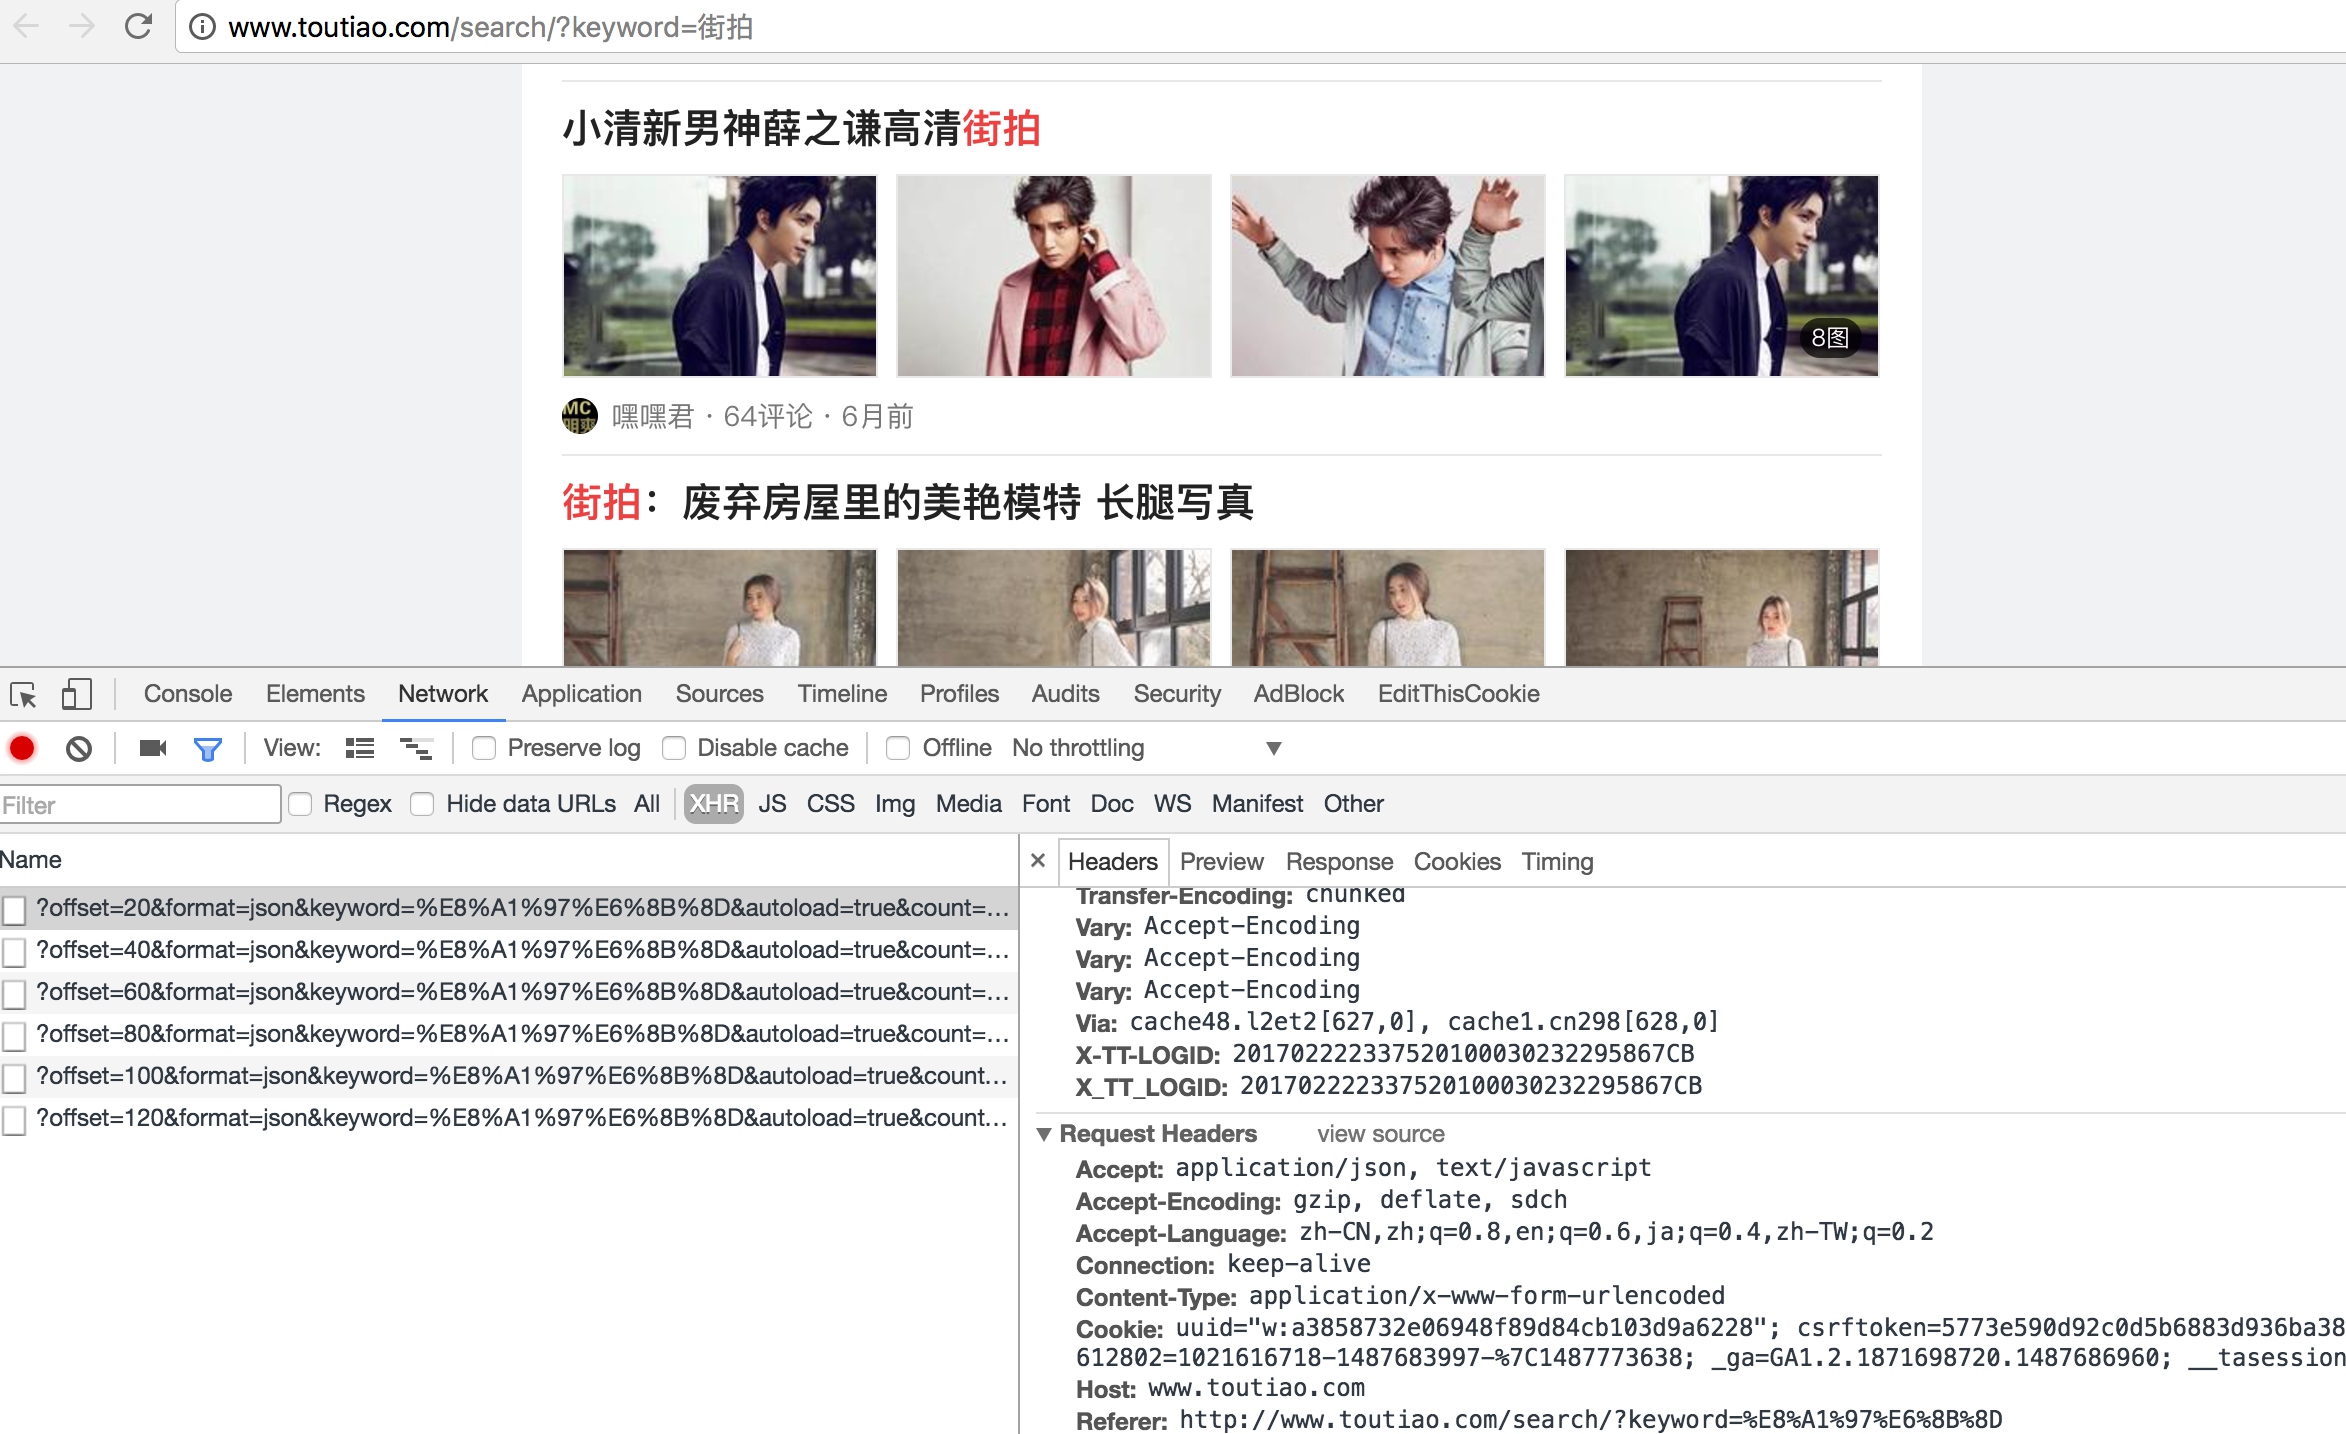 www.toutiao.com/search/?keyword=街拍
小清新男神薛之谦高清街拍
8图
嘿嘿君 · 64评论 · 6月前
街拍：废弃房屋里的美艳模特 长腿写真
Console Elements Network Application Sources Timeline Profiles Audits Security AdBlock EditThisCookie
View: Preserve log Disable cache Offline No throttling
Filter Regex Hide data URLs All XHR JS CSS Img Media Font Doc WS Manifest Other
Name
?offset=20&format=json&keyword=%E8%A1%97%E6%8B%8D&autoload=true&count=…
?offset=40&format=json&keyword=%E8%A1%97%E6%8B%8D&autoload=true&count=…
?offset=60&format=json&keyword=%E8%A1%97%E6%8B%8D&autoload=true&count=…
?offset=80&format=json&keyword=%E8%A1%97%E6%8B%8D&autoload=true&count=…
?offset=100&format=json&keyword=%E8%A1%97%E6%8B%8D&autoload=true&count…
?offset=120&format=json&keyword=%E8%A1%97%E6%8B%8D&autoload=true&count…
× Headers Preview Response Cookies Timing
Transfer-Encoding: chunked
Vary: Accept-Encoding
Vary: Accept-Encoding
Vary: Accept-Encoding
Via: cache48.l2et2[627,0], cache1.cn298[628,0]
X-TT-LOGID: 20170222233752010003023229586​7CB
X_TT_LOGID: 201702222337520100030232295867CB
Request Headers view source
Accept: application/json, text/javascript
Accept-Encoding: gzip, deflate, sdch
Accept-Language: zh-CN,zh;q=0.8,en;q=0.6,ja;q=0.4,zh-TW;q=0.2
Connection: keep-alive
Content-Type: application/x-www-form-urlencoded
Cookie: uuid="w:a3858732e06948f89d84cb103d9a6228"; csrftoken=5773e590d92c0d5b6883d936ba38
612802=1021616718-1487683997-%7C1487773638; _ga=GA1.2.1871698720.1487686960; __tasession
Host: www.toutiao.com
Referer: http://www.toutiao.com/search/?keyword=%E8%A1%97%E6%8B%8D